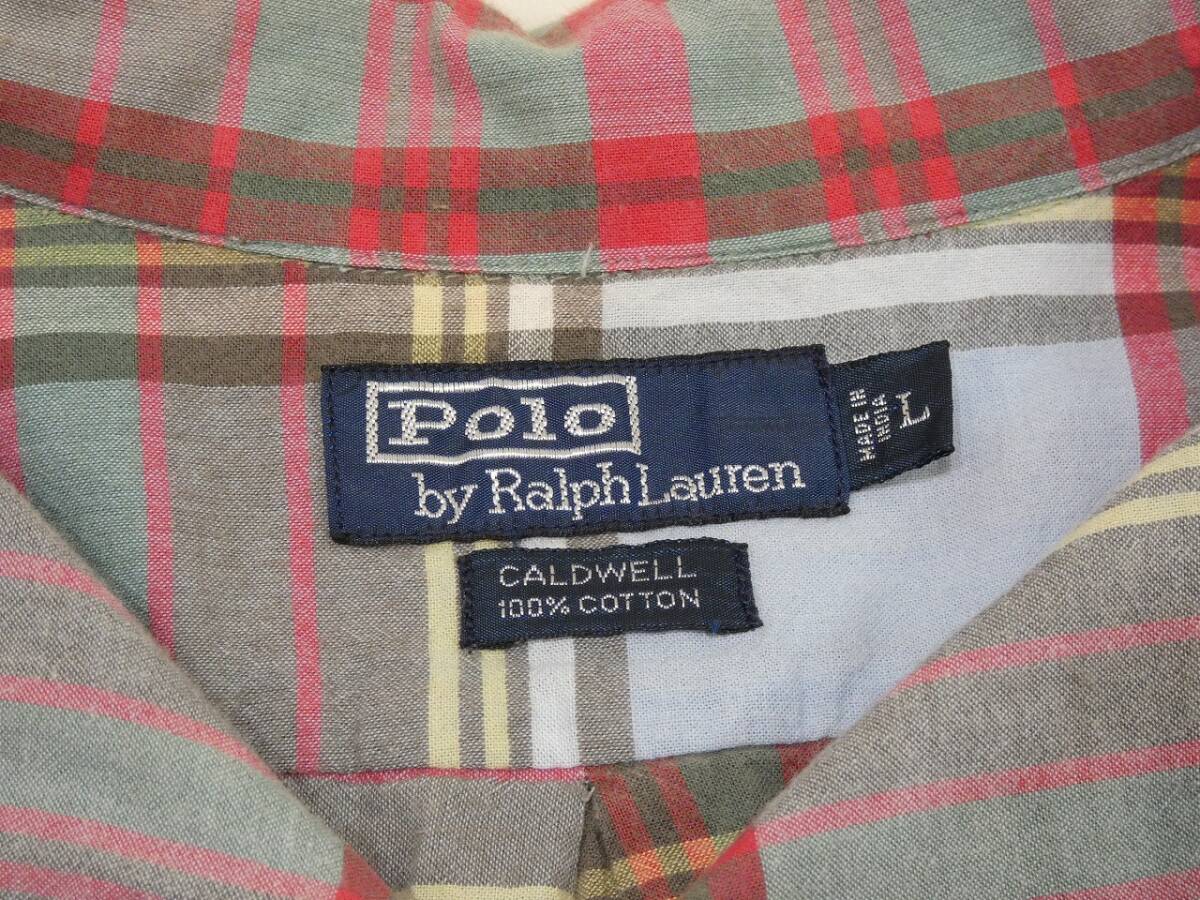 Polo
by Ralph Lauren
MADE IN
INDIA
L
CALDWELL
100% COTTON